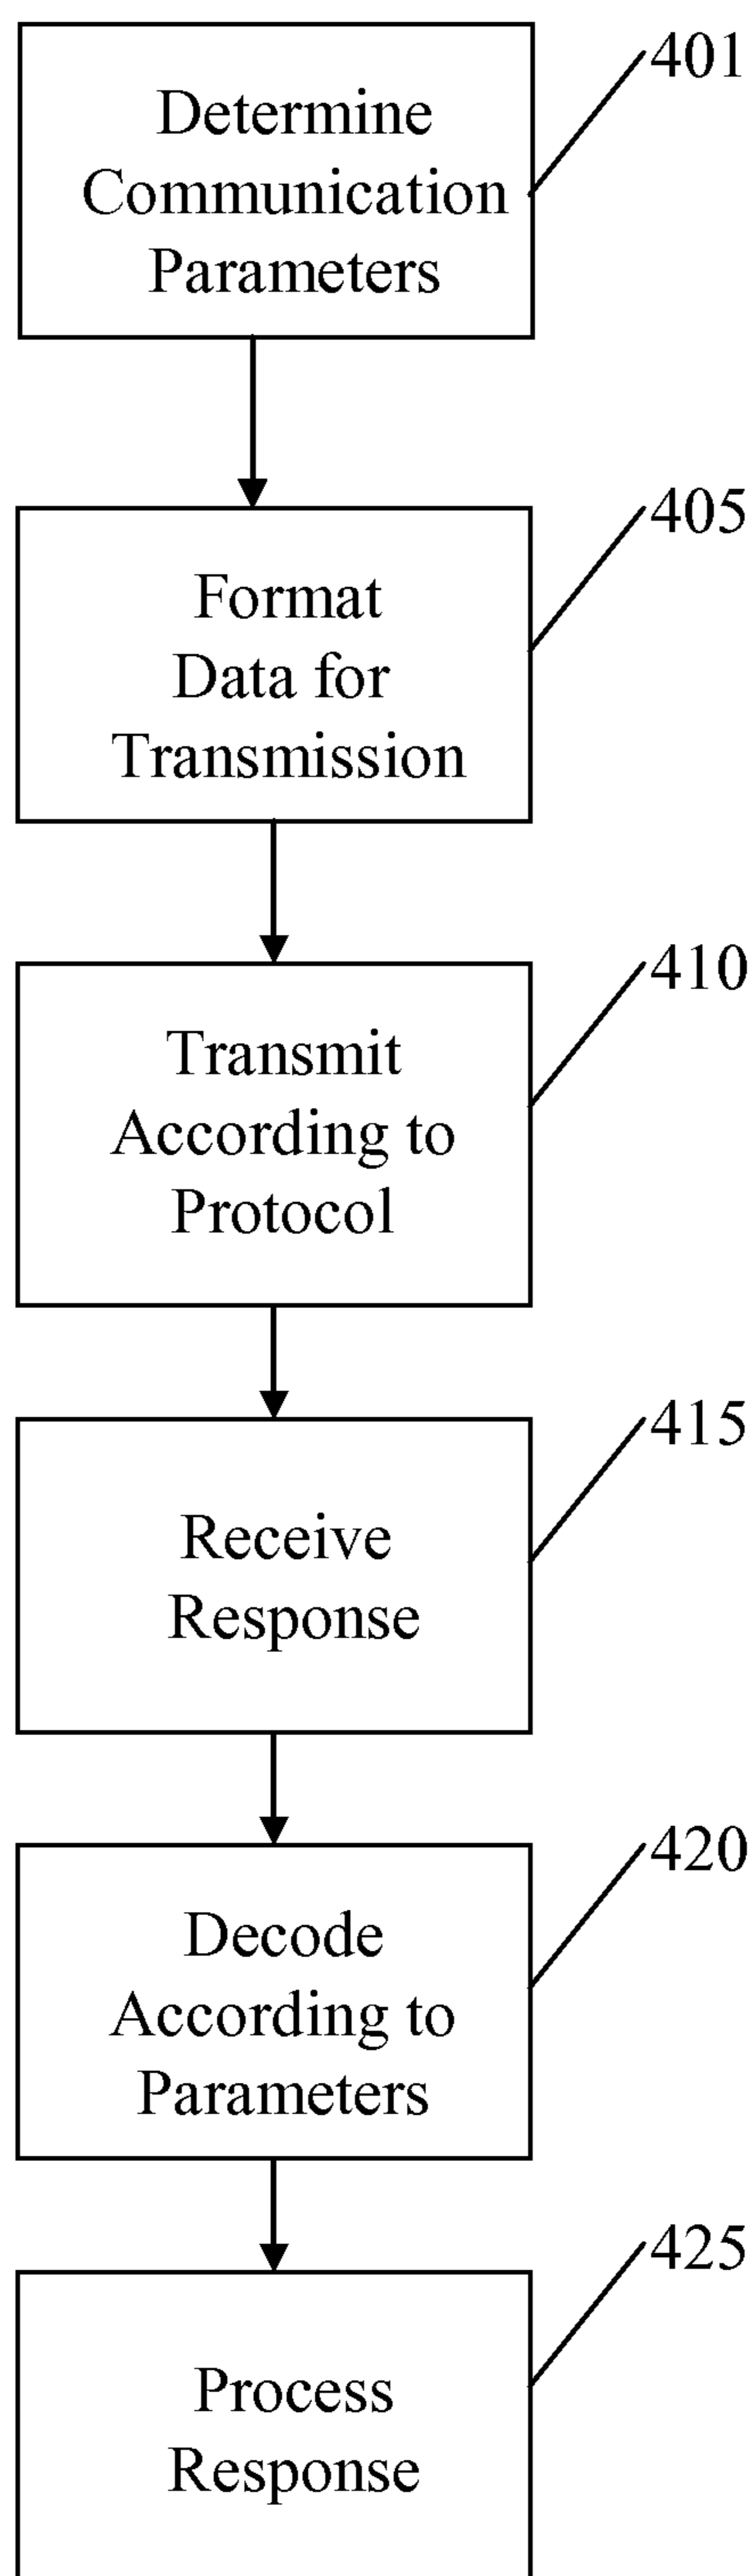 401
Determine
Communication
Parameters
405
Format
Data for
Transmission
410
Transmit
According to
Protocol
415
Receive
Response
420
Decode
According to
Parameters
425
Process
Response